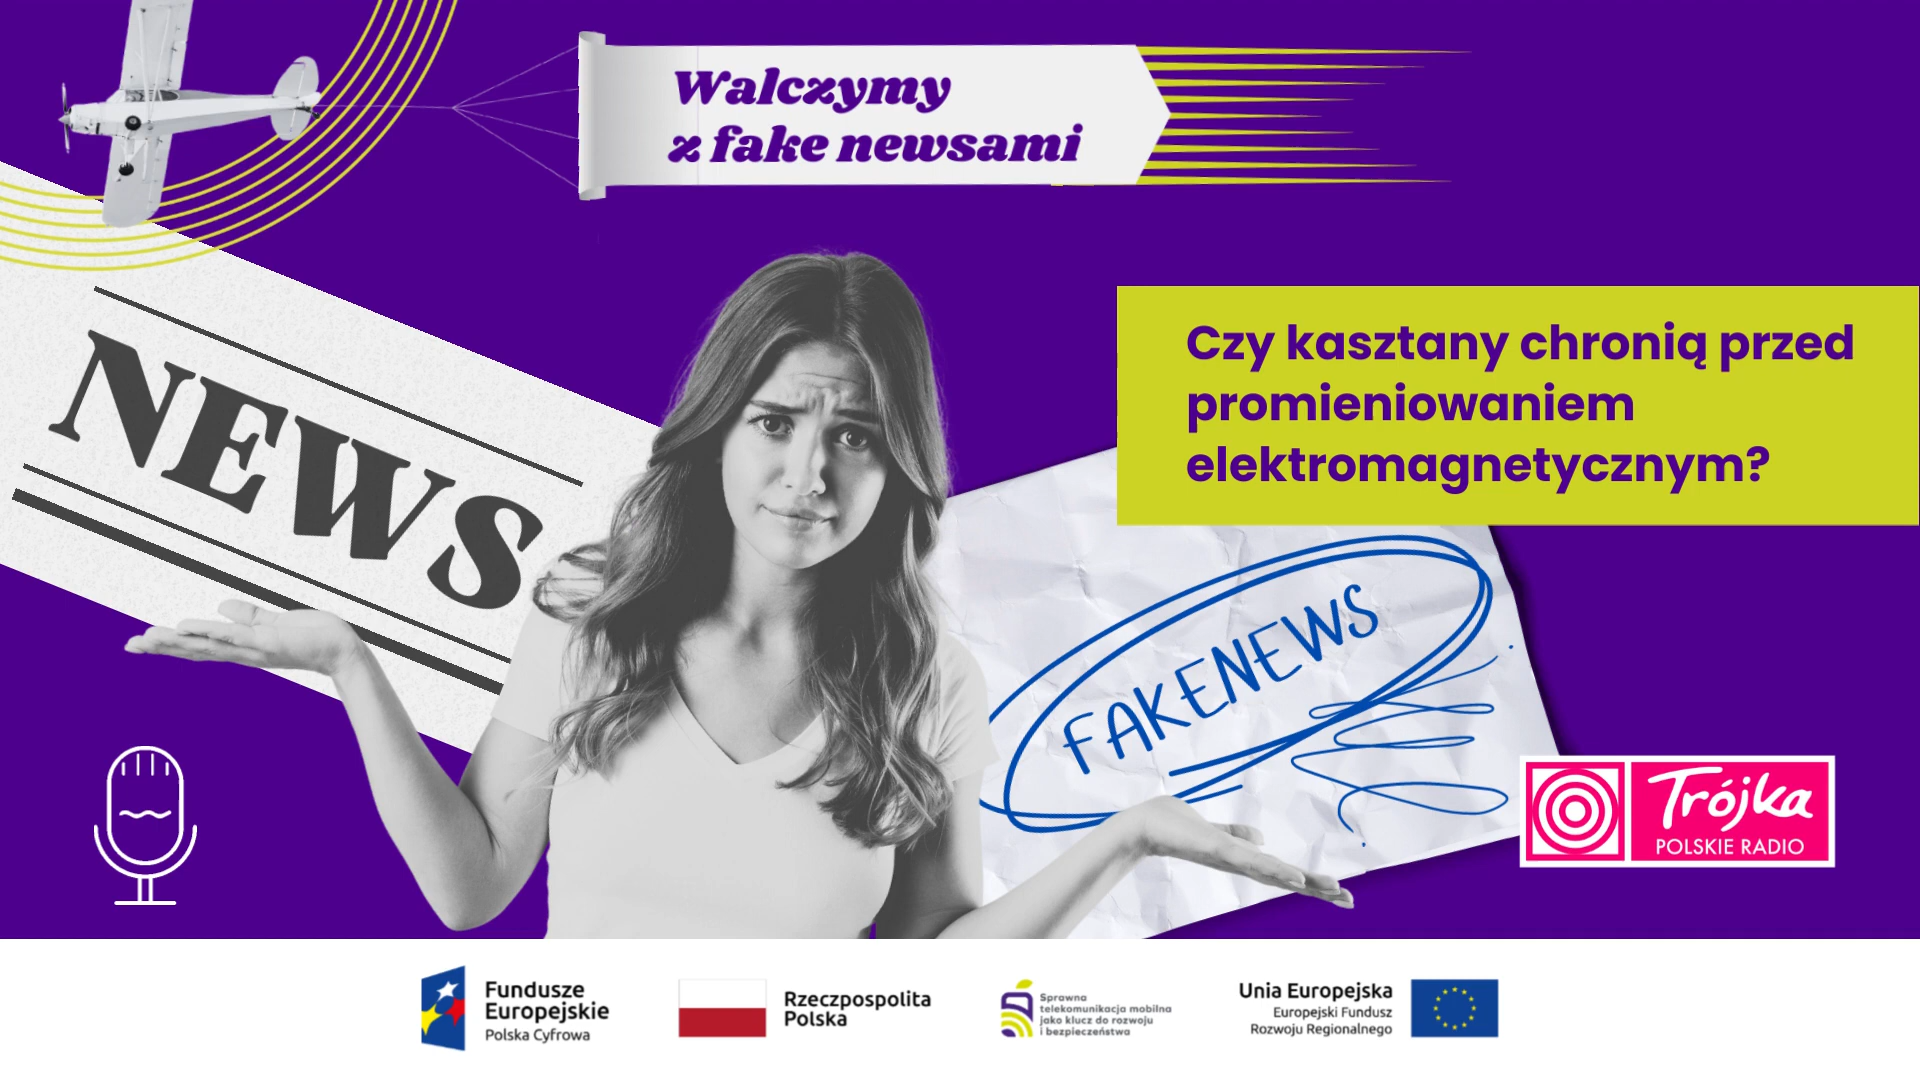 Walczymy
z fake newsami
Czy kasztany chronią przed
promieniowaniem
elektromagnetycznym?
NEWS
FAKENEWS
Trójka
POLSKIE RADIO
Fundusze
Europejskie
Polska Cyfrowa
Rzeczpospolita
Polska
Sprawna
telekomunikacja mobilna
jako klucz do rozwoju
i bezpieczeństwa
Unia Europejska
Europejski Fundusz
Rozwoju Regionalnego